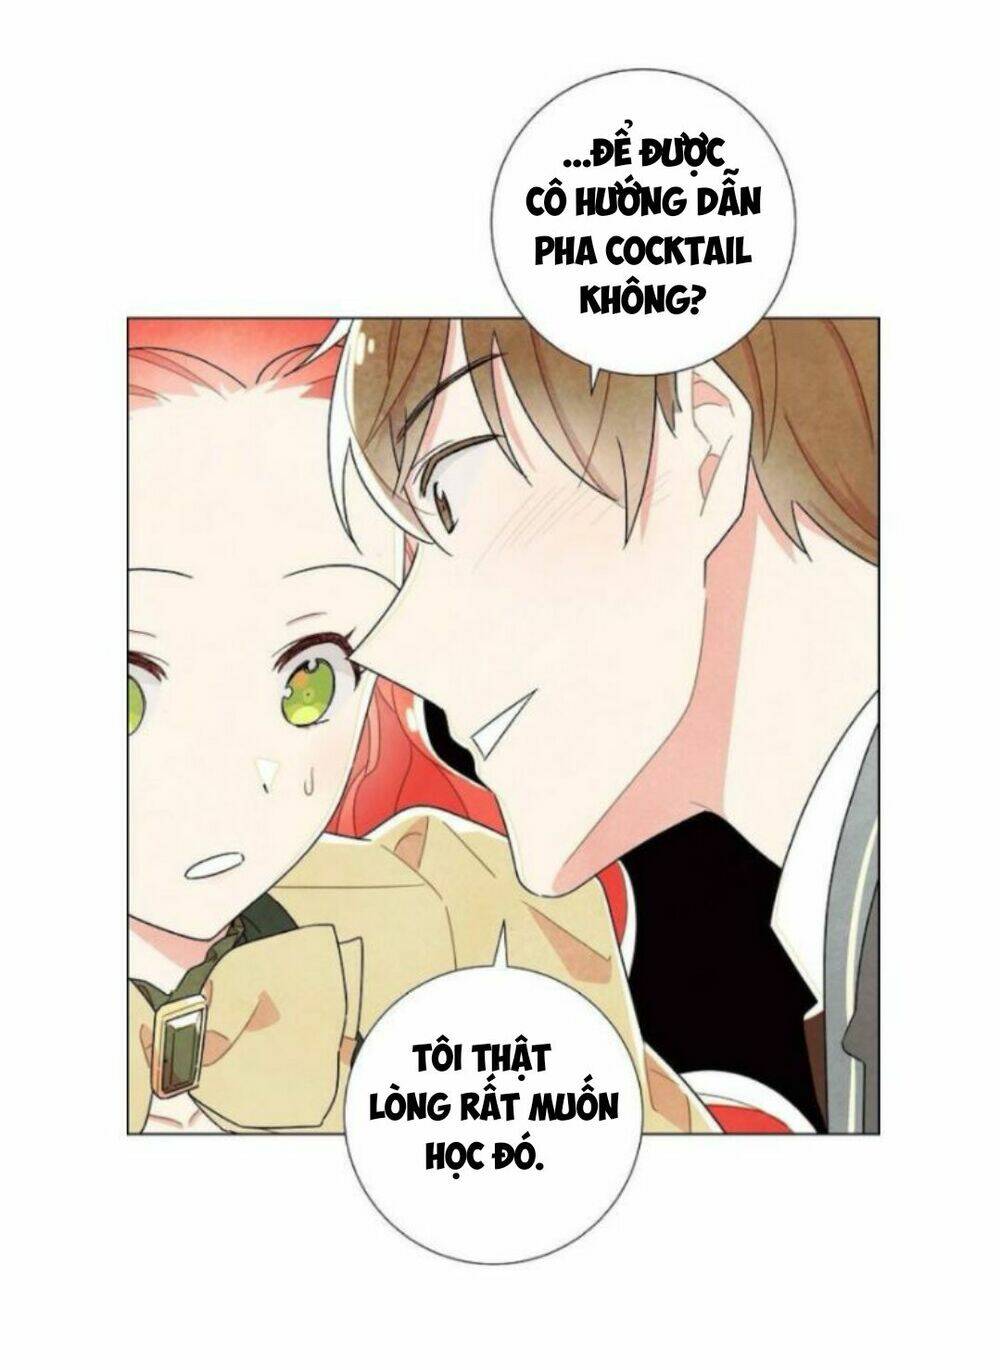 ...ĐỂ ĐƯỢC
CÔ HƯỚNG DẪN
PHA COCKTAIL
KHÔNG?
TÔI THẬT
LÒNG RẤT MUỐN
HỌC ĐÓ.